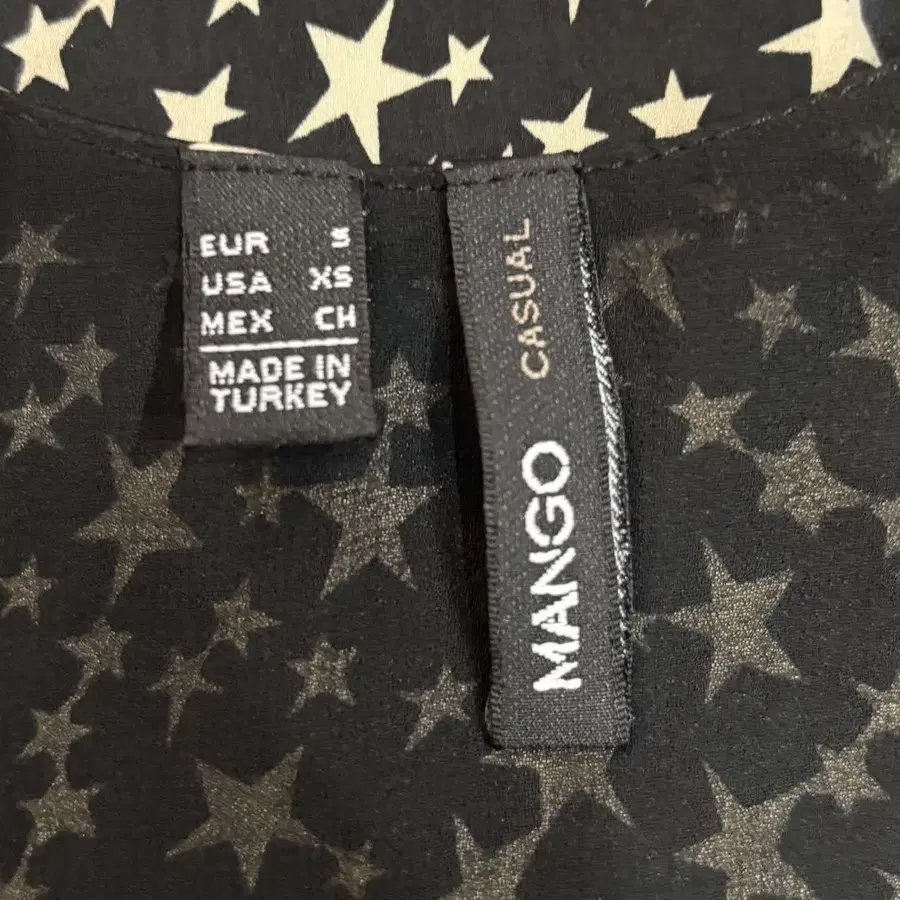 EUR S
USA XS
MEX CH
MADE IN
TURKEY
MANGO CASUAL